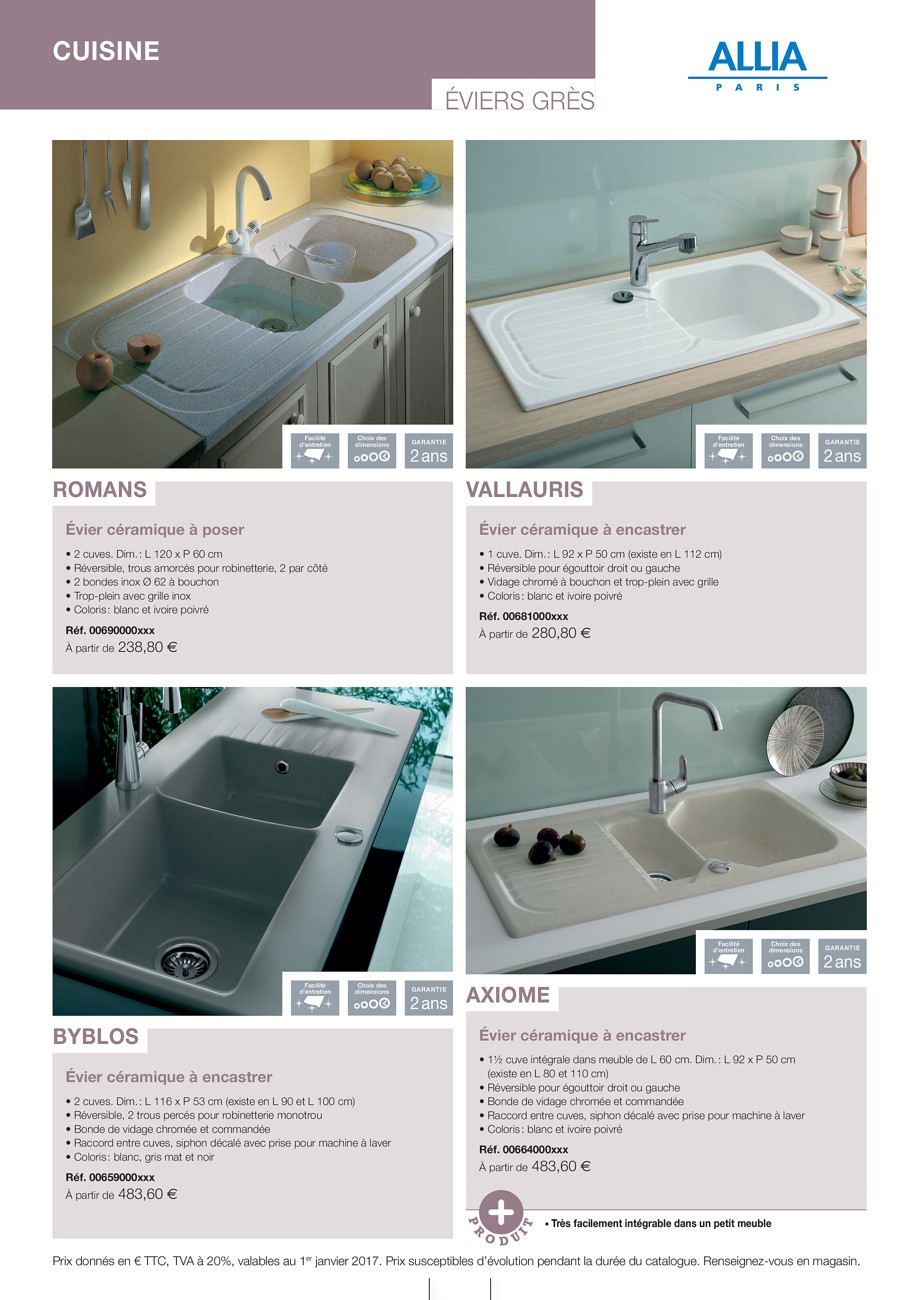 CUISINE
ÉVIERS GRÈS
ALLIA
PARIS
Facilité
d'entretien
Choix des
dimensions
GARANTIE
2 ans
ROMANS
Évier céramique à poser
• 2 cuves. Dim. : L 120 x P 60 cm
• Réversible, trous amorcés pour robinetterie, 2 par côté
• 2 bondes inox Ø 62 à bouchon
• Trop-plein avec grille inox
• Coloris : blanc et ivoire poivré
Réf. 00690000xxx
À partir de 238,80 €
Facilité
d'entretien
Choix des
dimensions
GARANTIE
2 ans
VALLAURIS
Évier céramique à encastrer
• 1 cuve. Dim. : L 92 x P 50 cm (existe en L 112 cm)
• Réversible pour égouttoir droit ou gauche
• Vidage chromé à bouchon et trop-plein avec grille
• Coloris : blanc et ivoire poivré
Réf. 00681000xxx
À partir de 280,80 €
Facilité
d'entretien
Choix des
dimensions
GARANTIE
2 ans
BYBLOS
Évier céramique à encastrer
• 2 cuves. Dim. : L 116 x P 53 cm (existe en L 90 et L 100 cm)
• Réversible, 2 trous percés pour robinetterie monotrou
• Bonde de vidage chromée et commandée
• Raccord entre cuves, siphon décalé avec prise pour machine à laver
• Coloris : blanc, gris mat et noir
Réf. 00659000xxx
À partir de 483,60 €
Facilité
d'entretien
Choix des
dimensions
GARANTIE
2 ans
AXIOME
Évier céramique à encastrer
• 1½ cuve intégrale dans meuble de L 60 cm. Dim. : L 92 x P 50 cm
(existe en L 80 et 110 cm)
• Réversible pour égouttoir droit ou gauche
• Bonde de vidage chromée et commandée
• Raccord entre cuves, siphon décalé avec prise pour machine à laver
• Coloris : blanc et ivoire poivré
Réf. 00664000xxx
À partir de 483,60 €
+
PRODUIT
• Très facilement intégrable dans un petit meuble
Prix donnés en € TTC, TVA à 20%, valables au 1er janvier 2017. Prix susceptibles d'évolution pendant la durée du catalogue. Renseignez-vous en magasin.